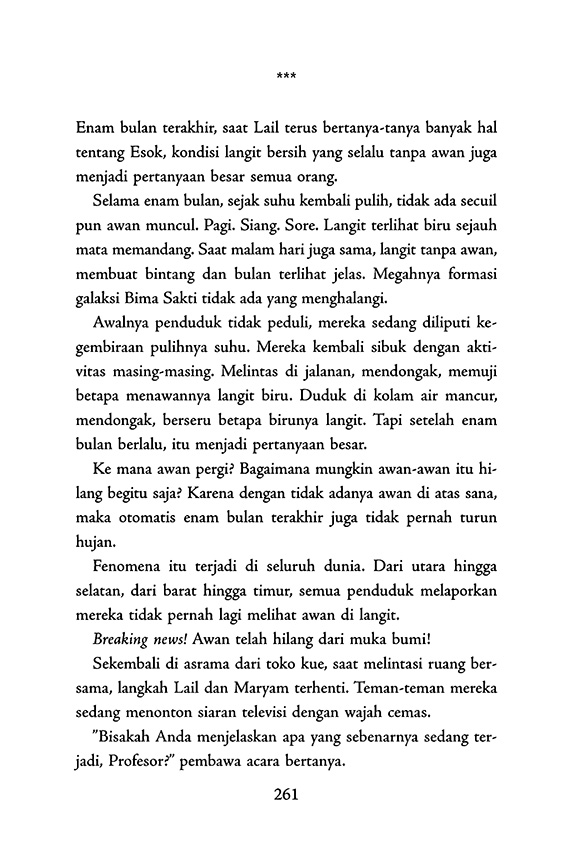 ***
Enam bulan terakhir, saat Lail terus bertanya-tanya banyak hal
tentang Esok, kondisi langit bersih yang selalu tanpa awan juga
menjadi pertanyaan besar semua orang.
Selama enam bulan, sejak suhu kembali pulih, tidak ada secuil
pun awan muncul. Pagi. Siang. Sore. Langit terlihat biru sejauh
mata memandang. Saat malam hari juga sama, langit tanpa awan,
membuat bintang dan bulan terlihat jelas. Megahnya formasi
galaksi Bima Sakti tidak ada yang menghalangi.
Awalnya penduduk tidak peduli, mereka sedang diliputi ke-
gembiraan pulihnya suhu. Mereka kembali sibuk dengan akti-
vitas masing-masing. Melintas di jalanan, mendongak, memuji
betapa menawannya langit biru. Duduk di kolam air mancur,
mendongak, berseru betapa birunya langit. Tapi setelah enam
bulan berlalu, itu menjadi pertanyaan besar.
Ke mana awan pergi? Bagaimana mungkin awan-awan itu hi-
lang begitu saja? Karena dengan tidak adanya awan di atas sana,
maka otomatis enam bulan terakhir juga tidak pernah turun
hujan.
Fenomena itu terjadi di seluruh dunia. Dari utara hingga
selatan, dari barat hingga timur, semua penduduk melaporkan
mereka tidak pernah lagi melihat awan di langit.
Breaking news! Awan telah hilang dari muka bumi!
Sekembali di asrama dari toko kue, saat melintasi ruang ber-
sama, langkah Lail dan Maryam terhenti. Teman-teman mereka
sedang menonton siaran televisi dengan wajah cemas.
"Bisakah Anda menjelaskan apa yang sebenarnya sedang ter-
jadi, Profesor?" pembawa acara bertanya.
261